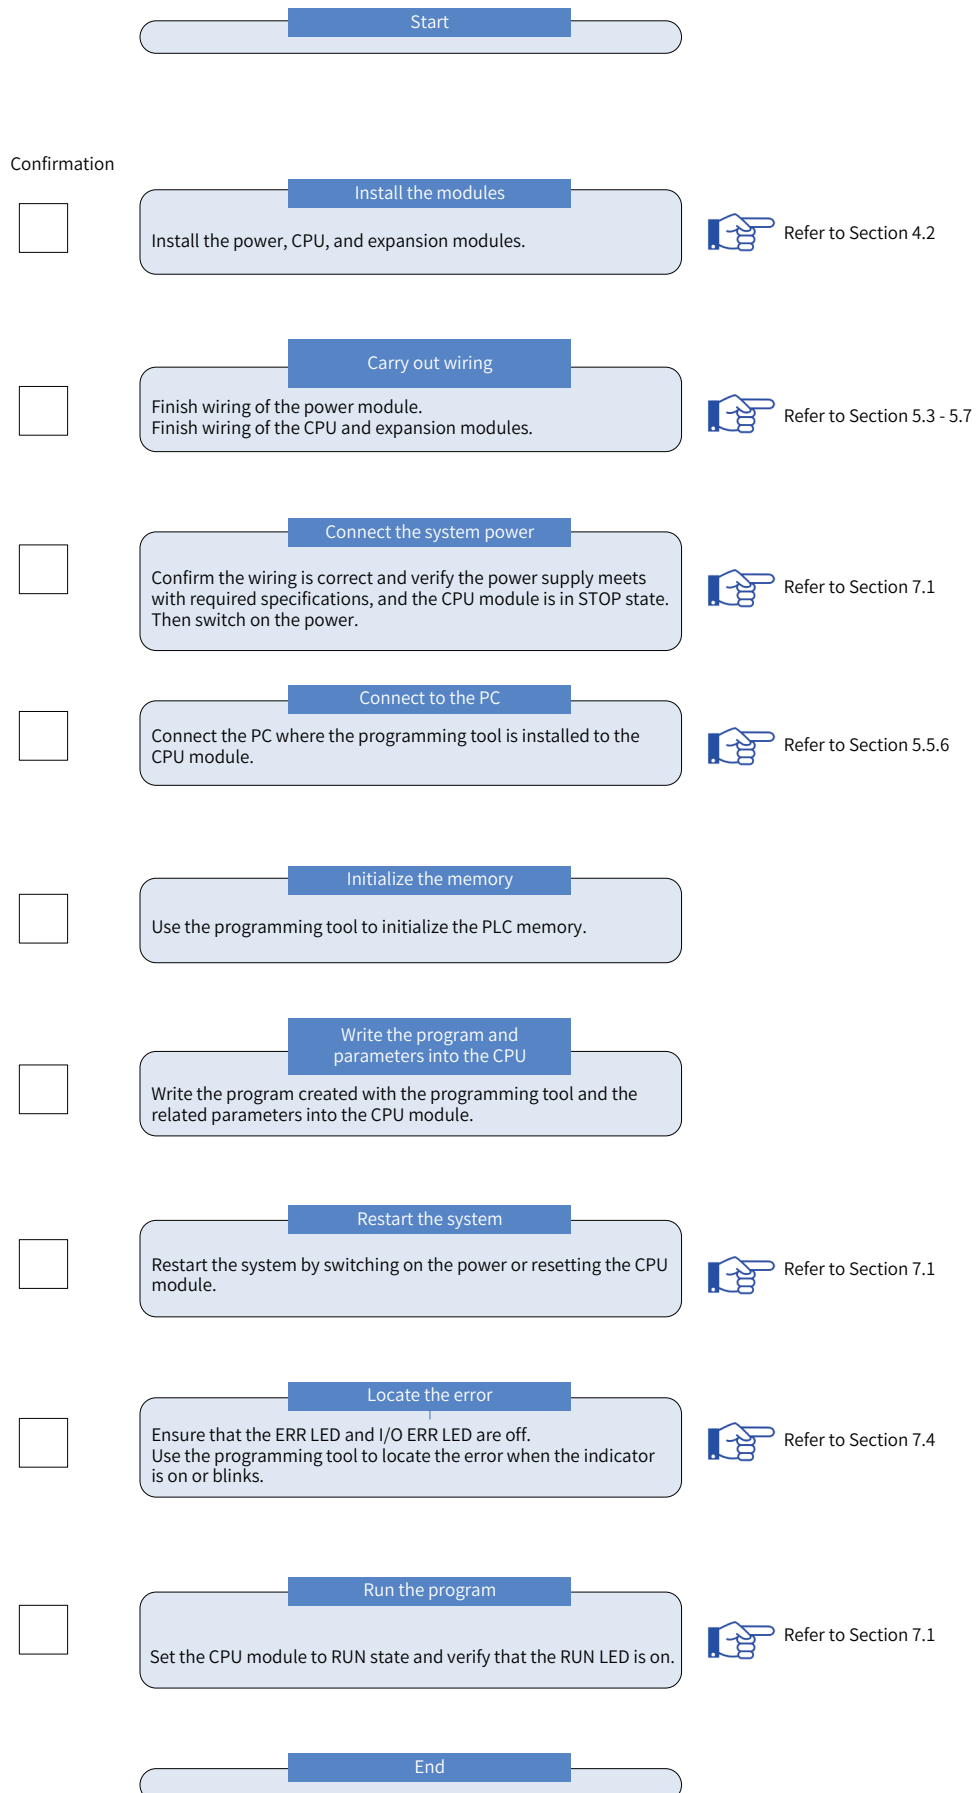 Start
Confirmation
Install the modules
Install the power, CPU, and expansion modules.
Refer to Section 4.2
Carry out wiring
Finish wiring of the power module.
Finish wiring of the CPU and expansion modules.
Refer to Section 5.3 - 5.7
Connect the system power
Confirm the wiring is correct and verify the power supply meets
with required specifications, and the CPU module is in STOP state.
Then switch on the power.
Refer to Section 7.1
Connect to the PC
Connect the PC where the programming tool is installed to the
CPU module.
Refer to Section 5.5.6
Initialize the memory
Use the programming tool to initialize the PLC memory.
Write the program and
parameters into the CPU
Write the program created with the programming tool and the
related parameters into the CPU module.
Restart the system
Restart the system by switching on the power or resetting the CPU
module.
Refer to Section 7.1
Locate the error
Ensure that the ERR LED and I/O ERR LED are off.
Use the programming tool to locate the error when the indicator
is on or blinks.
Refer to Section 7.4
Run the program
Set the CPU module to RUN state and verify that the RUN LED is on.
Refer to Section 7.1
End